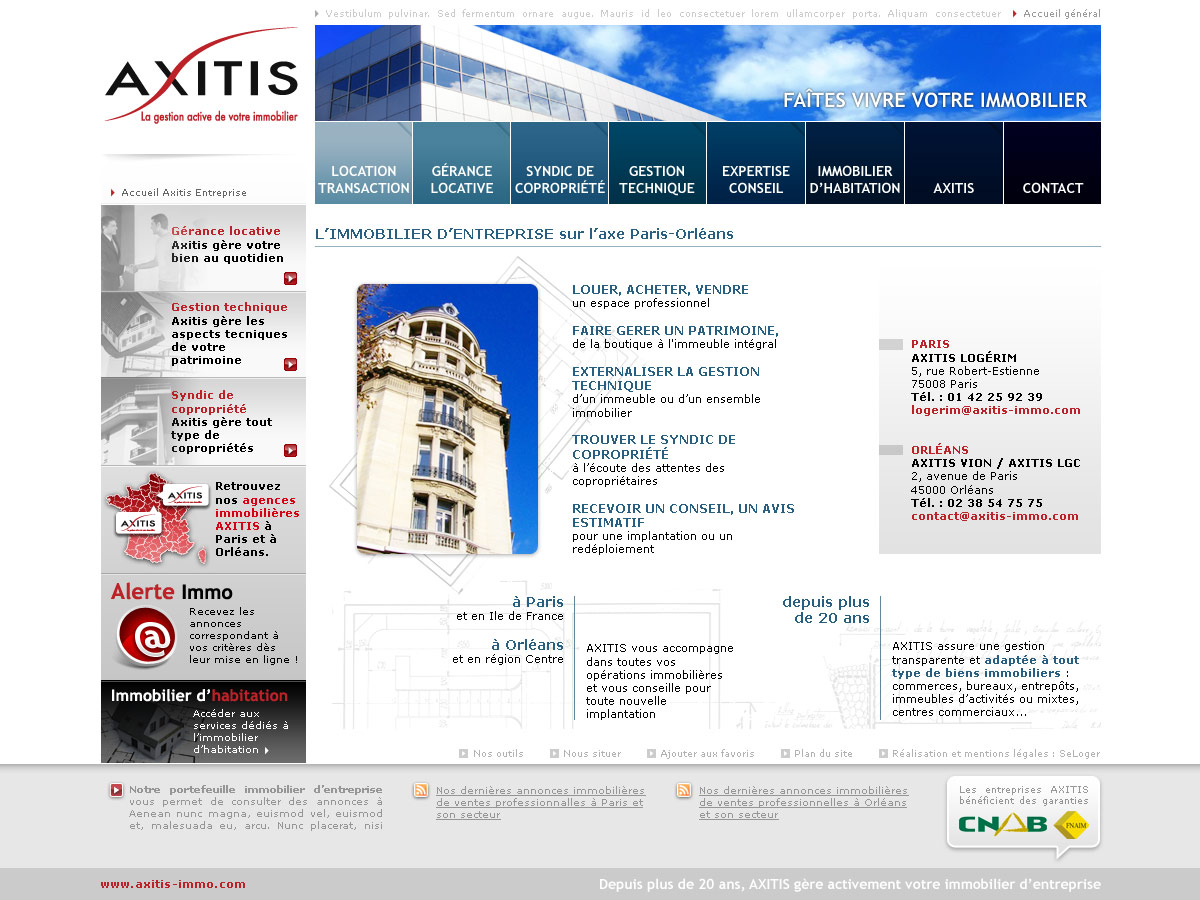 Vestibulum pulvinar. Sed fermentum ornare augue. Mauris id leo consectetuer lorem ullamcorper porta. Aliquam consectetuer
Accueil général
AXITIS
La gestion active de votre immobilier
FAÎTES VIVRE VOTRE IMMOBILIER
LOCATION
TRANSACTION
GÉRANCE
LOCATIVE
SYNDIC DE
COPROPRIÉTÉ
GESTION
TECHNIQUE
EXPERTISE
CONSEIL
IMMOBILIER
D'HABITATION
AXITIS
CONTACT
Accueil Axitis Entreprise
Gérance locative
Axitis gère votre
bien au quotidien
Gestion technique
Axitis gère les
aspects tecniques
de votre
patrimoine
Syndic de
copropriété
Axitis gère tout
type de
copropriétés
AXITIS
AXITIS
Retrouvez
nos agences
immobilières
AXITIS à
Paris et à
Orléans.
Alerte Immo
@
Recevez les
annonces
correspondant à
vos critères dès
leur mise en ligne !
Immobilier d'habitation
Accéder aux
services dédiés à
l'immobilier
d'habitation
L'IMMOBILIER D'ENTREPRISE sur l'axe Paris-Orléans
LOUER, ACHETER, VENDRE
un espace professionnel
FAIRE GERER UN PATRIMOINE,
de la boutique à l'immeuble intégral
EXTERNALISER LA GESTION
TECHNIQUE
d'un immeuble ou d'un ensemble
immobilier
TROUVER LE SYNDIC DE
COPROPRIÉTÉ
à l'écoute des attentes des
copropriétaires
RECEVOIR UN CONSEIL, UN AVIS
ESTIMATIF
pour une implantation ou un
redéploiement
PARIS
AXITIS LOGÉRIM
5, rue Robert-Estienne
75008 Paris
Tél. : 01 42 25 92 39
logerim@axitis-immo.com
ORLÉANS
AXITIS VION / AXITIS LGC
2, avenue de Paris
45000 Orléans
Tél. : 02 38 54 75 75
contact@axitis-immo.com
à Paris
et en Ile de France
à Orléans
et en région Centre
AXITIS vous accompagne
dans toutes vos
opérations immobilières
et vous conseille pour
toute nouvelle
implantation
depuis plus
de 20 ans
AXITIS assure une gestion
transparente et adaptée à tout
type de biens immobiliers :
commerces, bureaux, entrepôts,
immeubles d'activités ou mixtes,
centres commerciaux...
Nos outils
Nous situer
Ajouter aux favoris
Plan du site
Réalisation et mentions légales : SeLoger
Notre portefeuille immobilier d'entreprise
vous permet de consulter des annonces à
Aenean nunc magna, euismod vel, euismod
et, malesuada eu, arcu. Nunc placerat, nisi
Nos dernières annonces immobilières
de ventes professionnalles à Paris et
son secteur
Nos dernières annonces immobilières
de ventes professionnelles à Orléans
et son secteur
Les entreprises AXITIS
bénéficient des garanties
CNAB
FNAIM
www.axitis-immo.com
Depuis plus de 20 ans, AXITIS gère activement votre immobilier d'entreprise